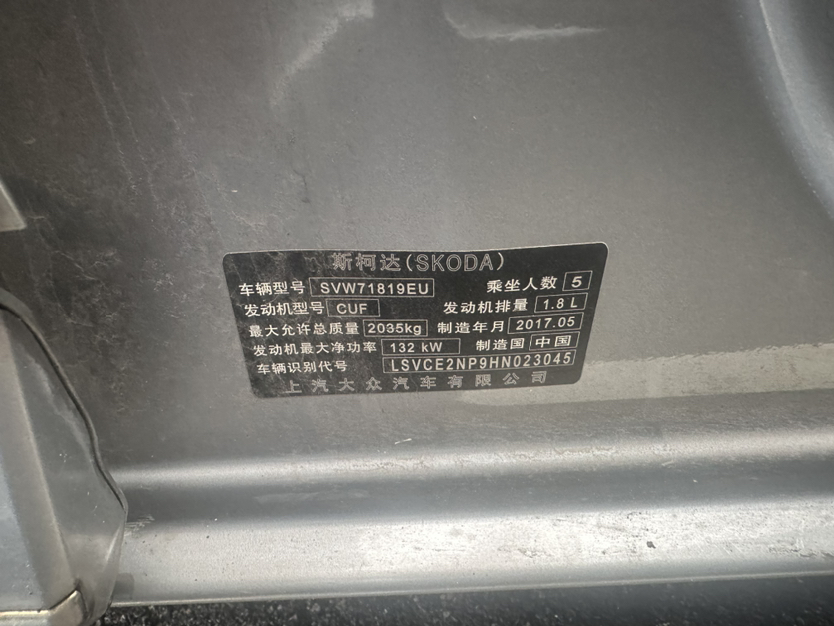 斯柯达(SKODA)
车辆型号 SVW71819EU 乘坐人数 5
发动机型号 CUF 发动机排量 1.8 L
最大允许总质量 2035kg 制造年月 2017.05
发动机最大净功率 132 kW 制造国 中国
车辆识别代号 LSVCE2NP9HN023045
上汽大众汽车有限公司